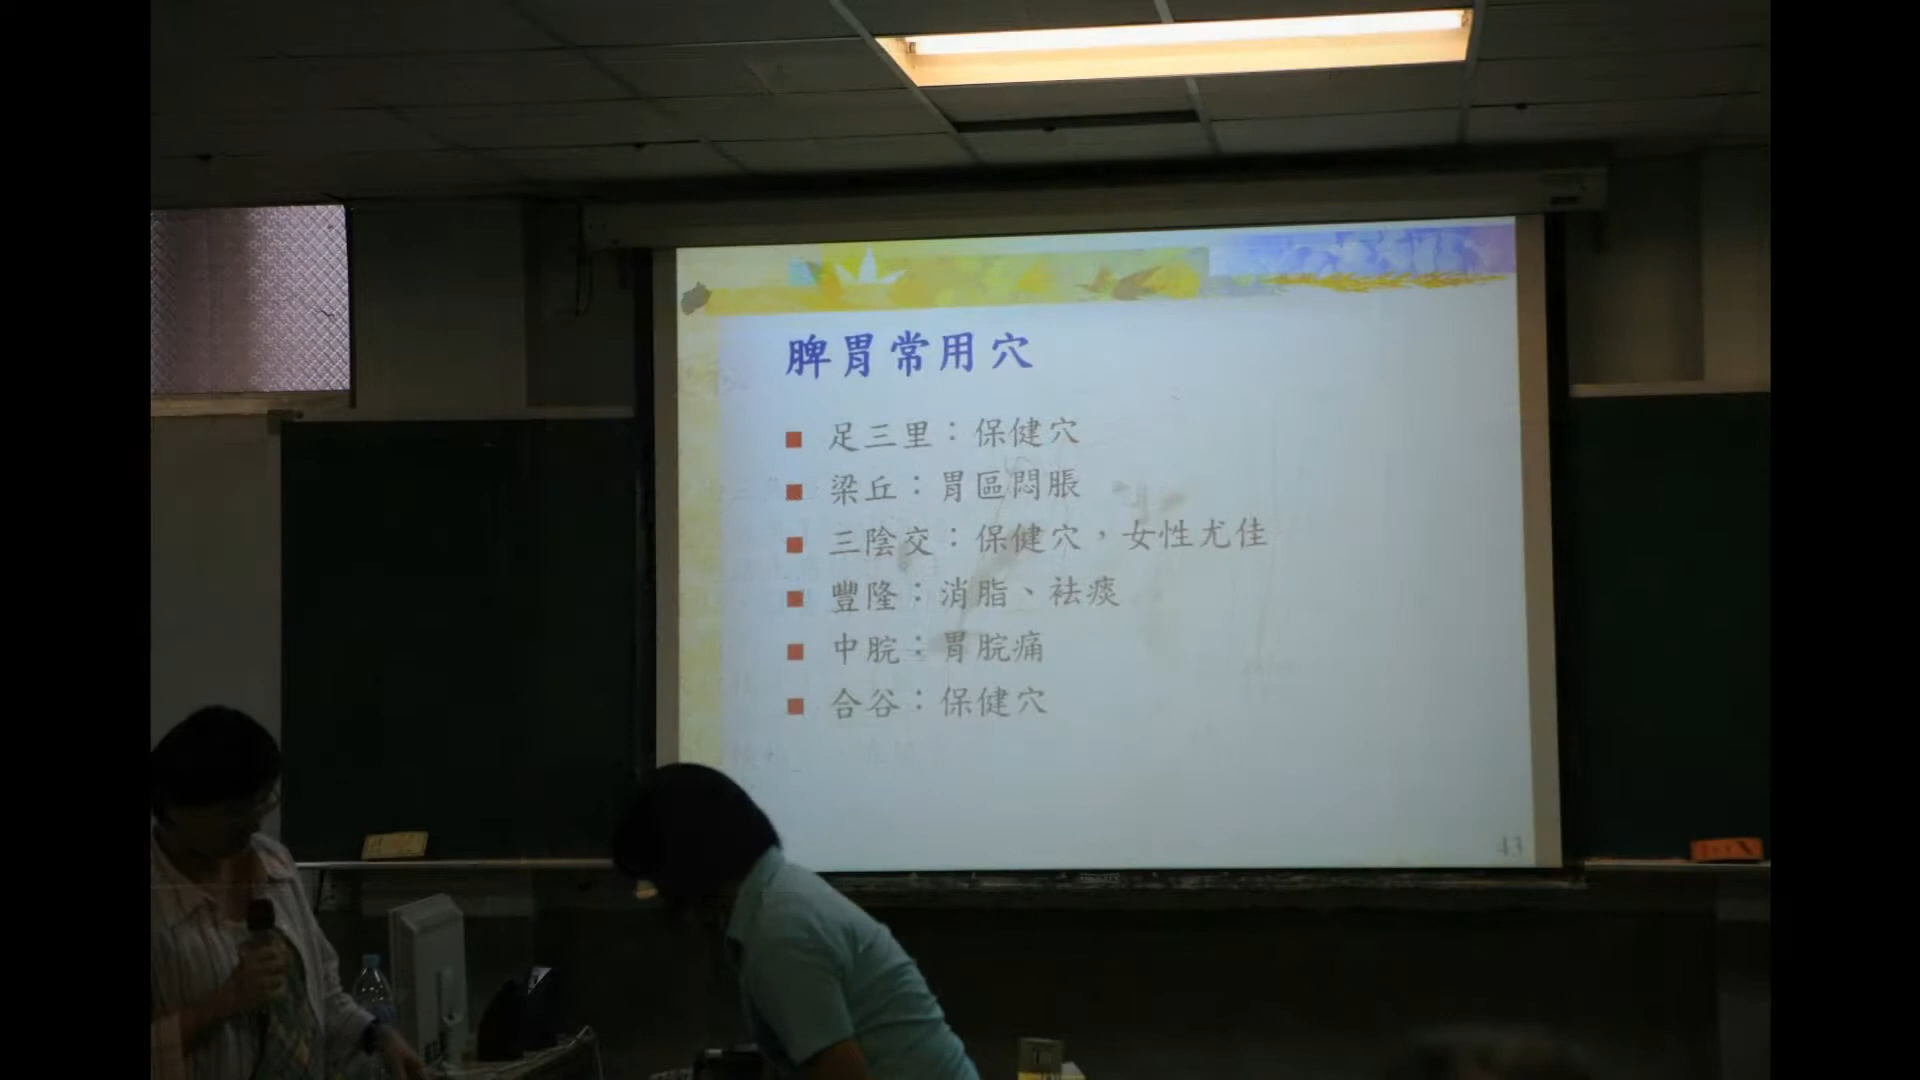 脾胃常用穴
足三里：保健穴
梁丘：胃區悶脹
三陰交：保健穴，女性尤佳
豐隆：消脂、袪痰
中脘：胃脘痛
合谷：保健穴
43